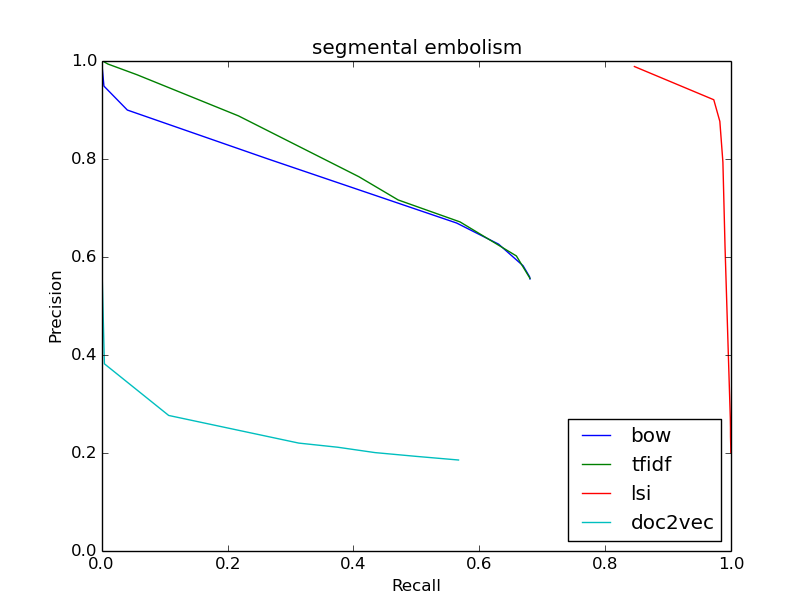 segmental embolism
1.0
0.8
0.6
0.4
0.2
0.0
Precision
0.0 0.2 0.4 0.6 0.8 1.0
Recall
bow
tfidf
lsi
doc2vec